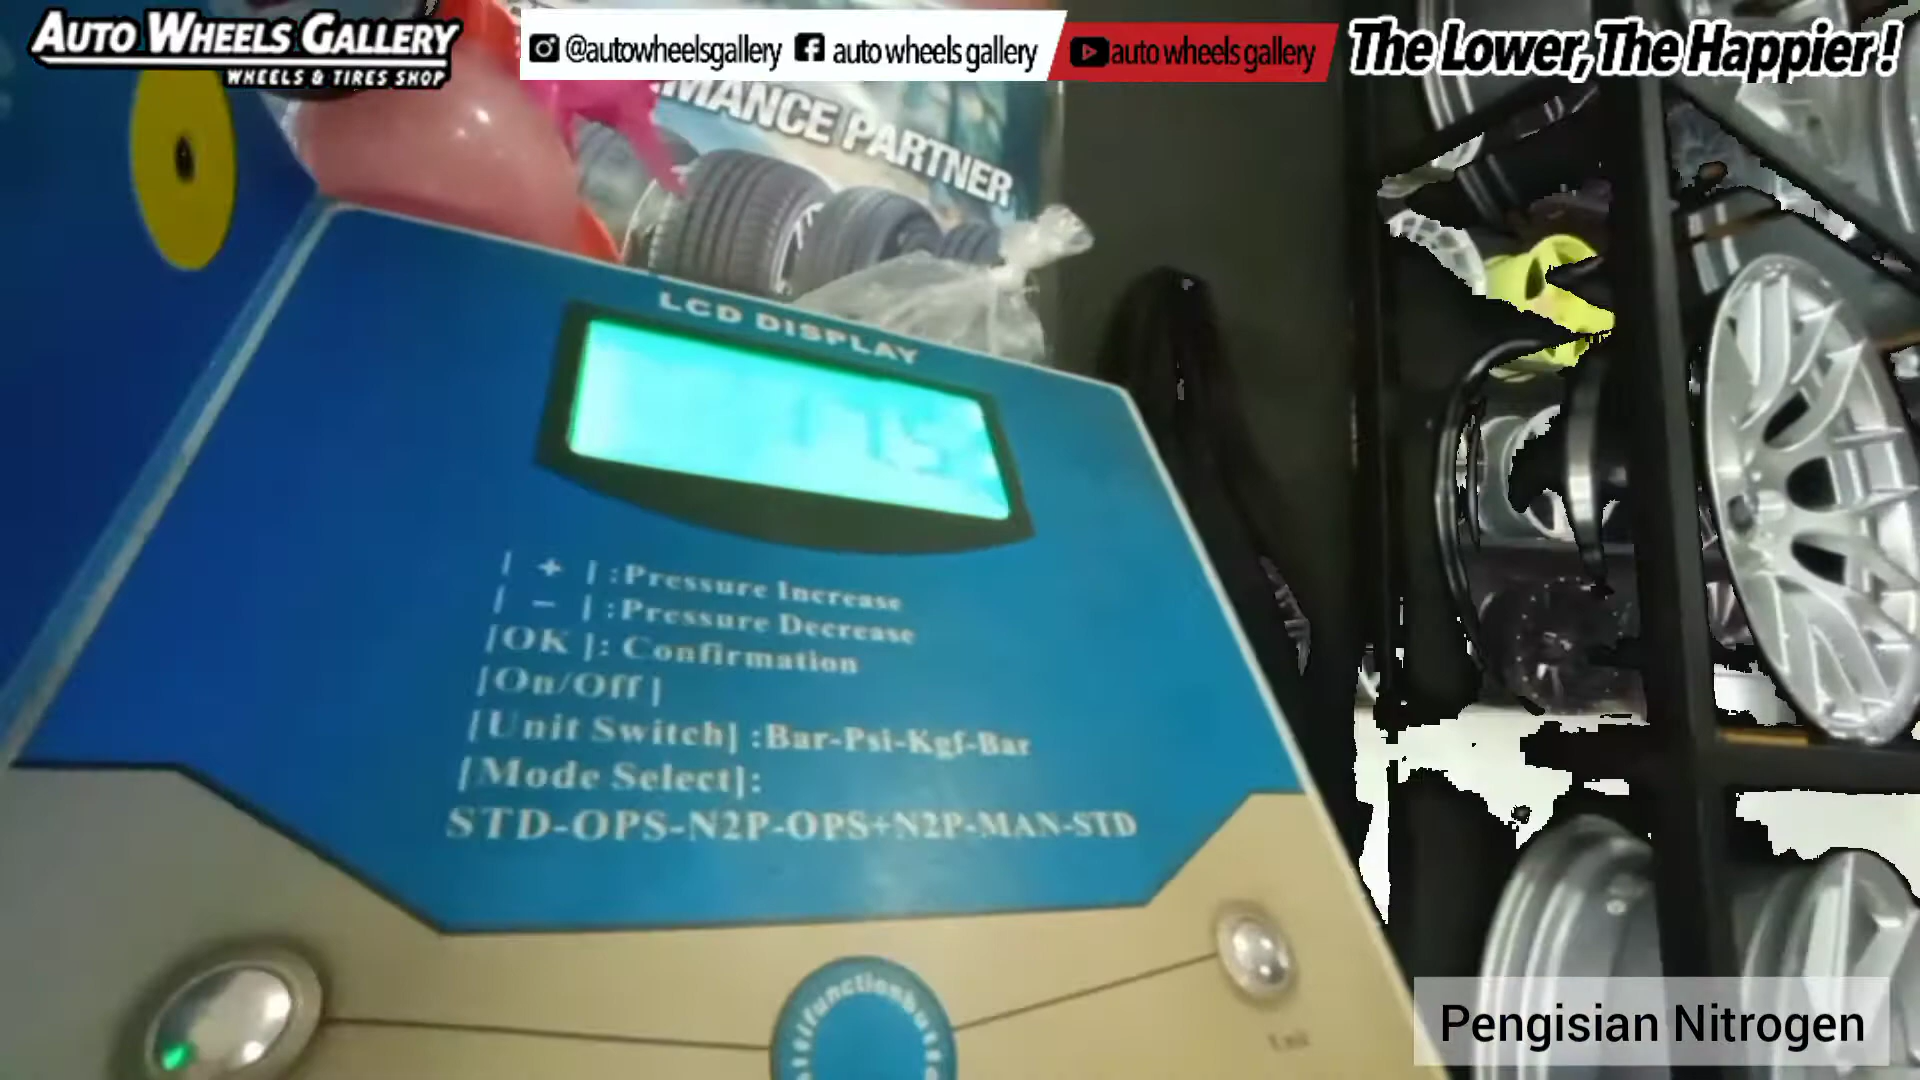 AUTO WHEELS GALLERY
WHEELS & TIRES SHOP
@autowheelsgallery auto wheels gallery
auto wheels gallery
The Lower, The Happier!
MANCE PARTNER
LCD DISPLAY
[ + ] :Pressure Increase
[ − ] :Pressure Decrease
[OK ]: Confirmation
[On/Off ]
[Unit Switch] :Bar-Psi-Kgf-Bar
[Mode Select]:
STD-OPS-N2P-OPS+N2P-MAN-STD
Unit
Pengisian Nitrogen